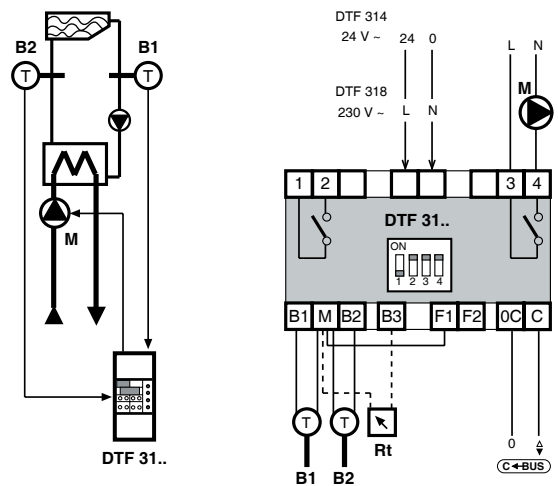 B2 B1
T T
M
DTF 31..
DTF 314
24 V ~ 24 0
DTF 318
230 V ~ L N
L N
M
1 2 3 4
DTF 31..
ON
1 2 3 4
B1 M B2 B3 F1 F2 0C C
T T
Rt
B1 B2
0
C BUS